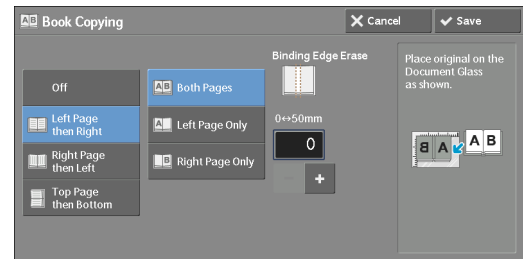 AB Book Copying
Cancel
Save
Off
Left Page
then Right
Right Page
then Left
Top Page
then Bottom
AB Both Pages
A Left Page Only
B Right Page Only
Binding Edge Erase
0↔50mm
0
− +
Place original on the
Document Glass
as shown.
B A A B